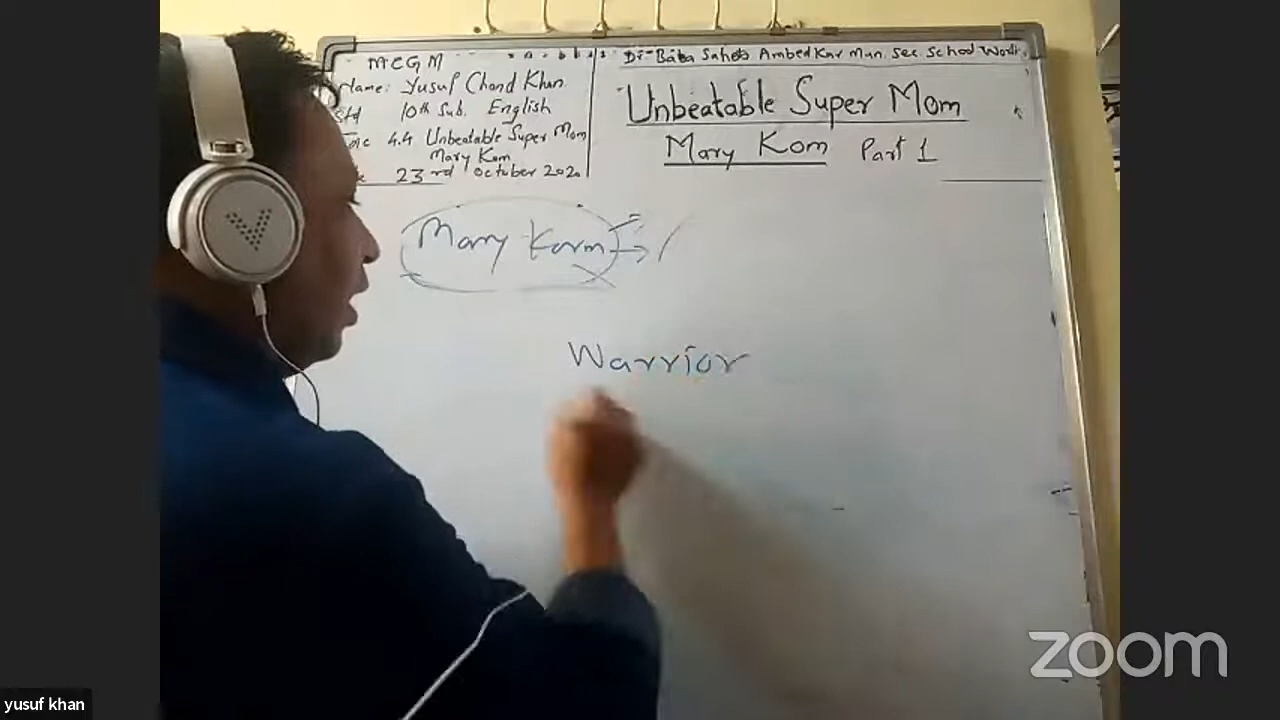 MCGM
Name: Yusuf Chand Khan
Std 10th Sub. English
4.4 Unbeatable Super Mom
Mary Kom
23rd October 2020
Dr. Baba Saheb Ambedkar Mun. Sec. School Worli
Unbeatable Super Mom
Mary Kom Part 1
Mary Kom
Warrior
V
zoom
yusuf khan